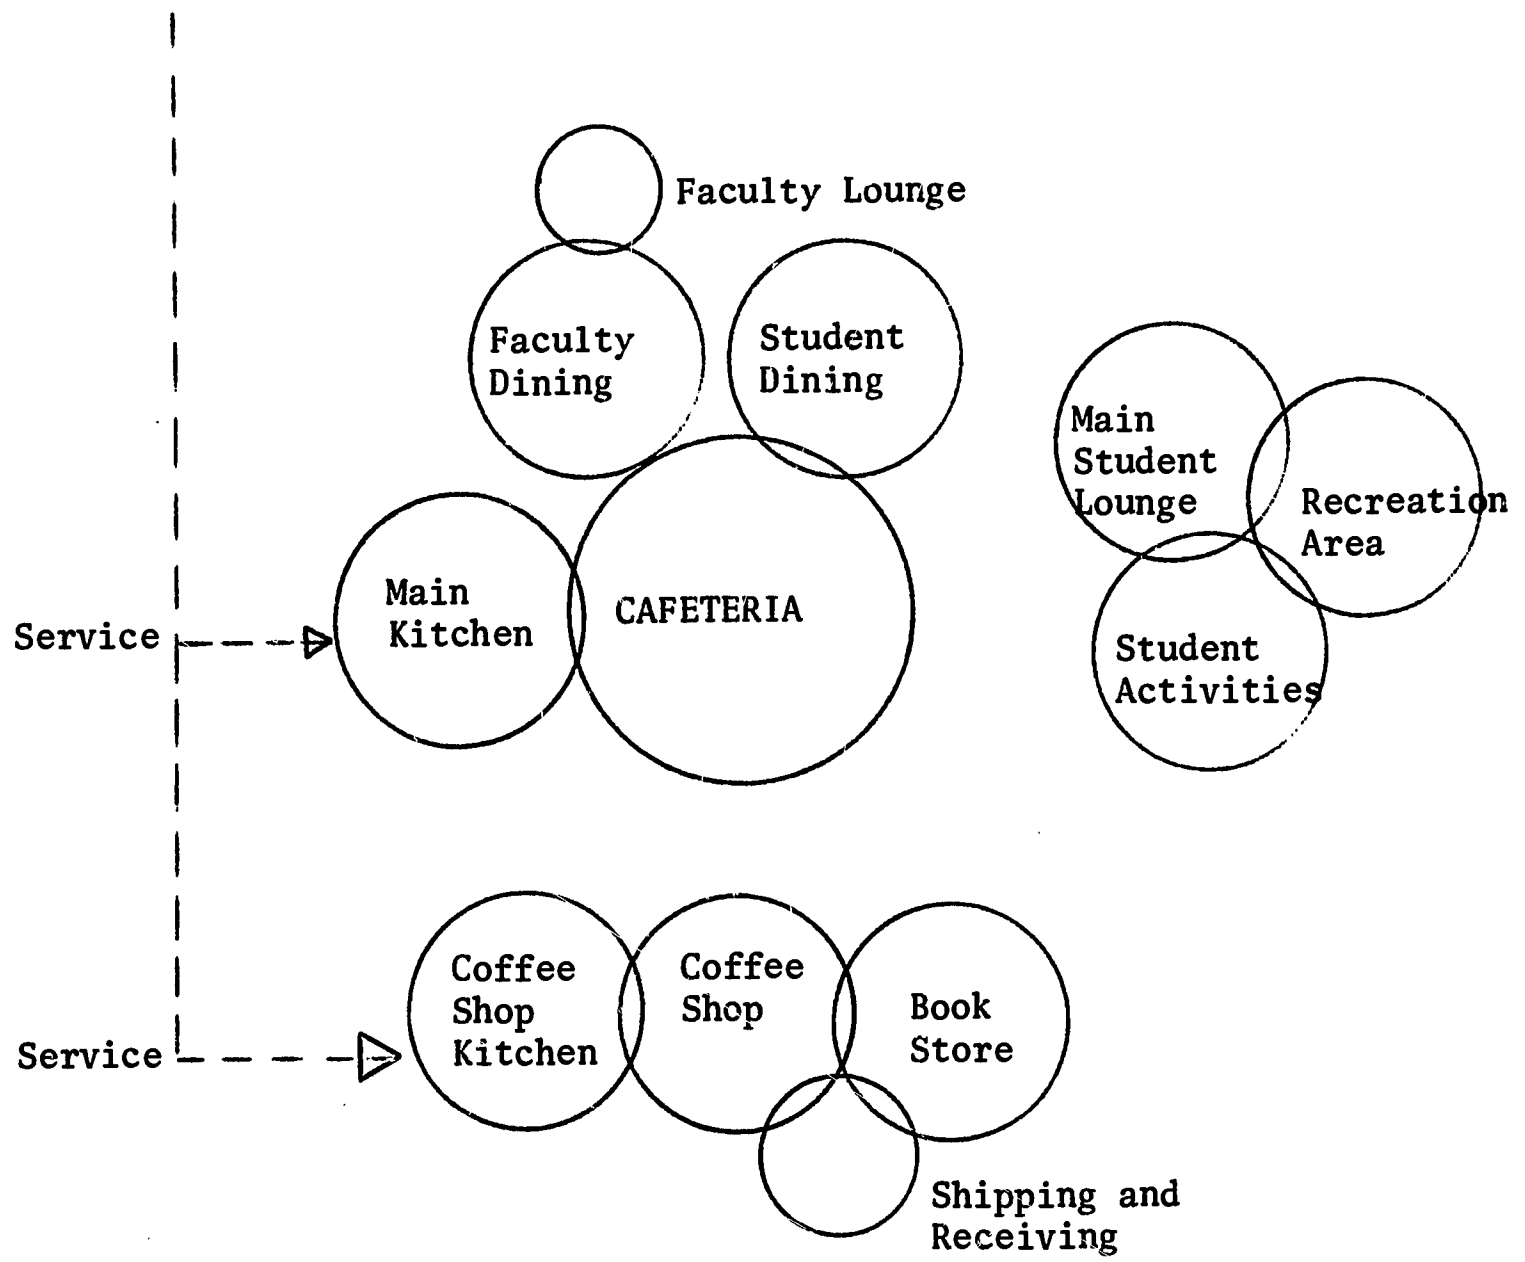 Faculty Lounge
Faculty
Dining
Student
Dining
Main
Student
Lounge
Recreation
Area
Main
Kitchen
CAFETERIA
Service
Student
Activities
Coffee
Shop
Kitchen
Coffee
Shop
Book
Store
Service
Shipping and
Receiving